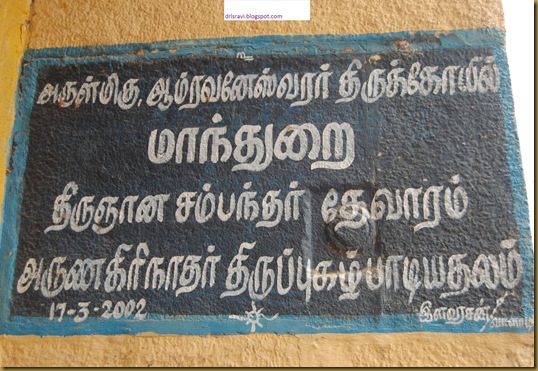 drlsravi.blogspot.com
உ
அருள்மிகு, ஆம்ரவனேஸ்வரர் திருக்கோயில்
மாந்துறை
திருஞான சம்பந்தர் தேவாரம்
அருணகிரிநாதர் திருப்புகழ்பாடியதலம்
17-3-2002
இளவரசன்